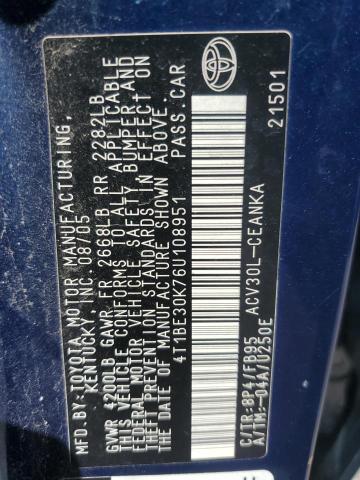 MFD.BY:TOYOTA MOTOR MANUFACTURING,
KENTUCKY, INC. 08/05
GVWR 4200LB GAWR FR 2668LB RR 2282LB
THIS VEHICLE CONFORMS TO ALL APPLICABLE
FEDERAL MOTOR VEHICLE SAFETY, BUMPER, AND
THEFT PREVENTION STANDARDS IN EFFECT ON
THE DATE OF MANUFACTURE SHOWN ABOVE.
4T1BE30K76U108951 PASS.CAR
C/TR:8P4/FB95 ACV30L-CEANKA
A/TM:-04A/U250E
21501